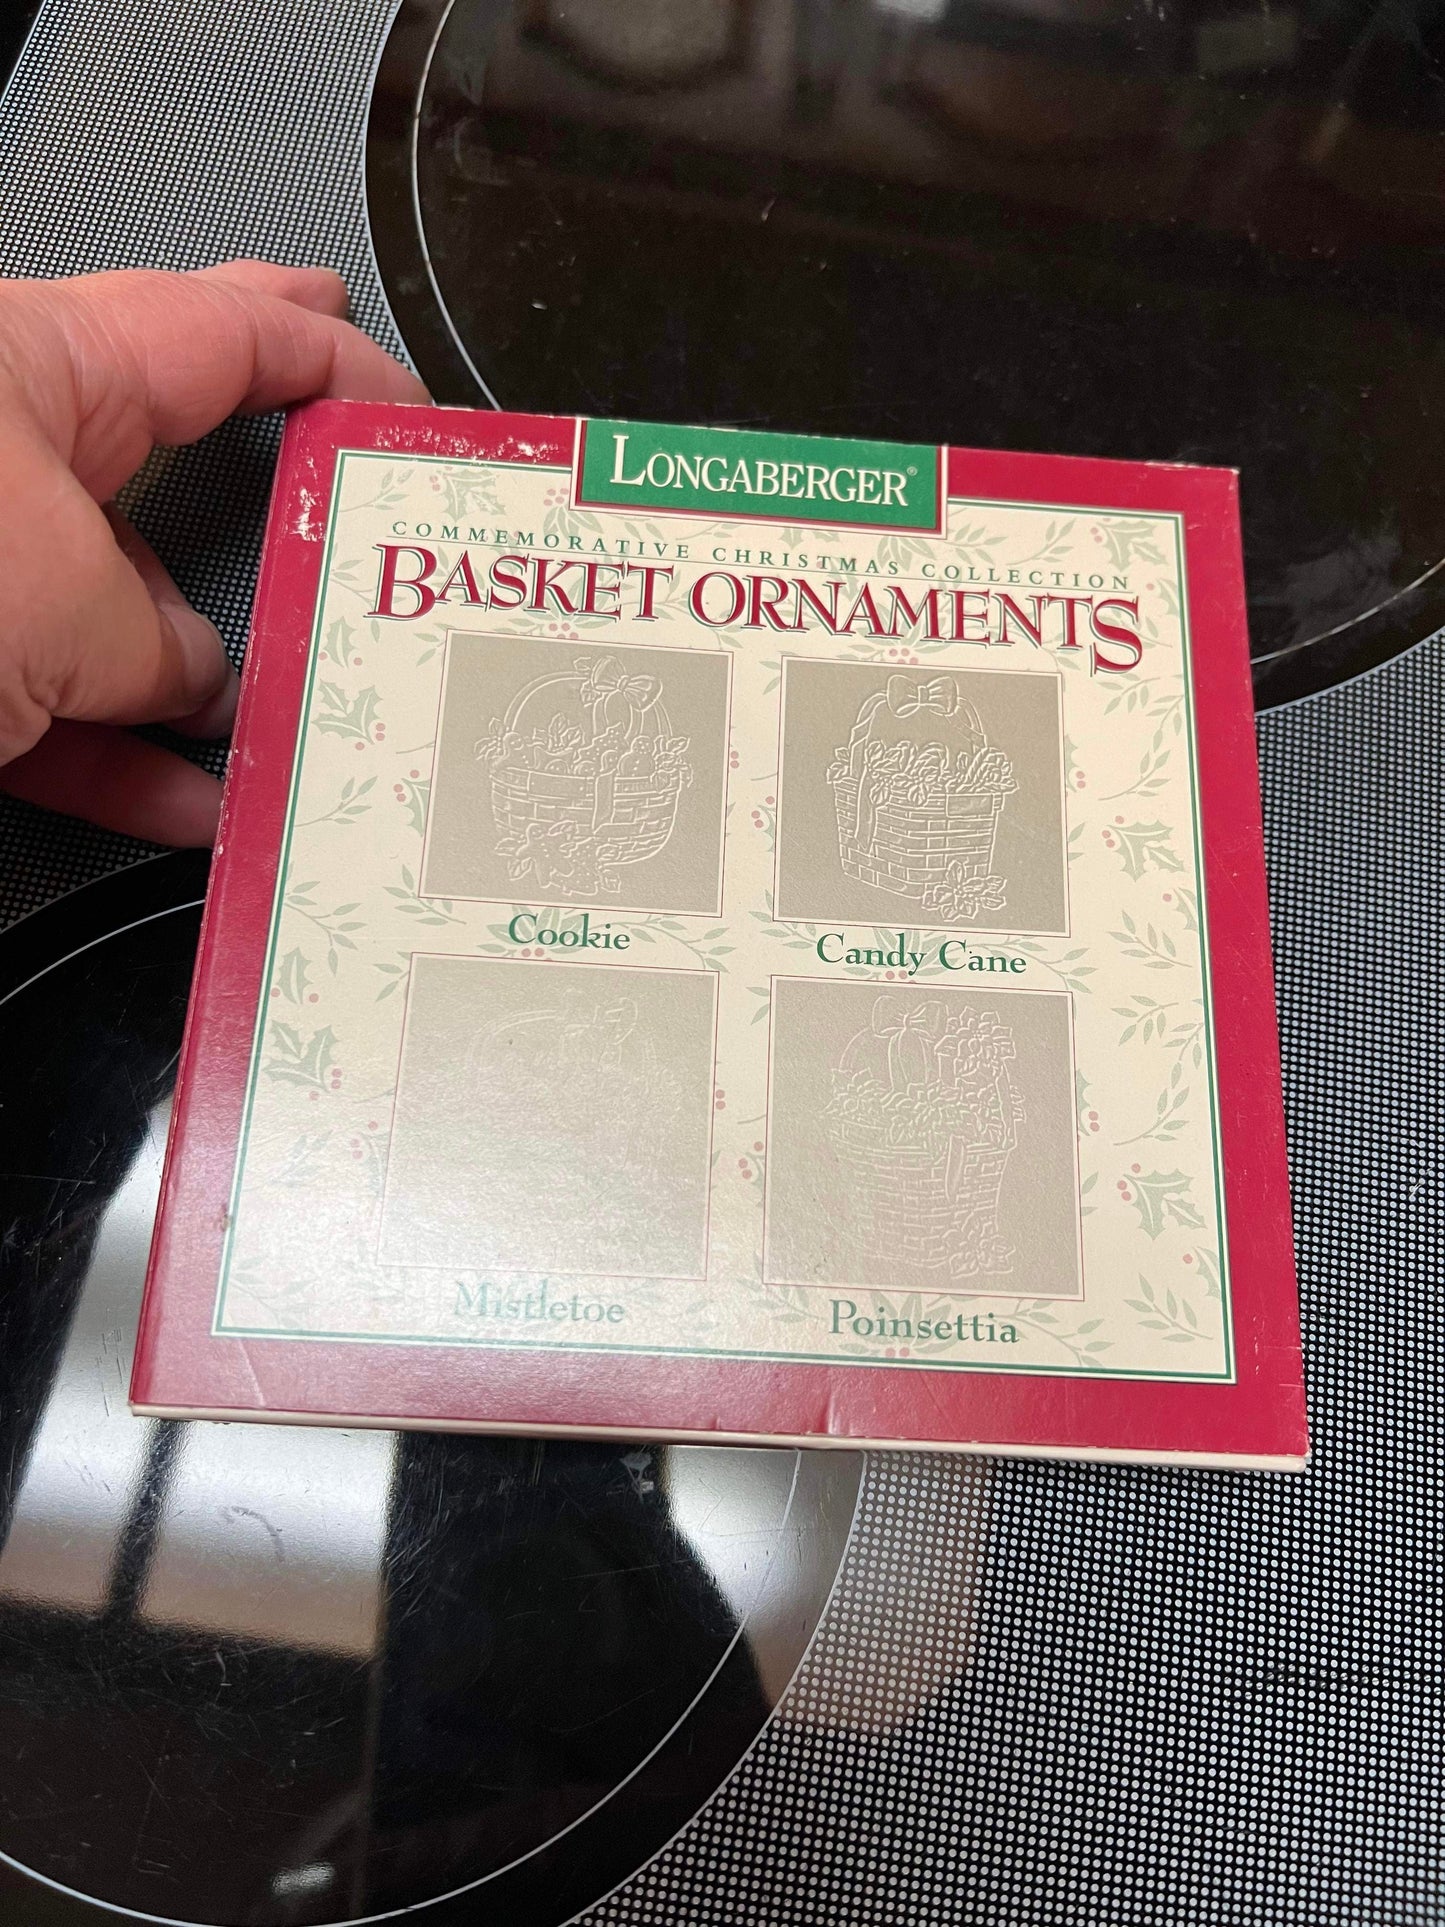 LONGABERGER®
COMMEMORATIVE CHRISTMAS COLLECTION
BASKET ORNAMENTS
Cookie
Candy Cane
Mistletoe
Poinsettia